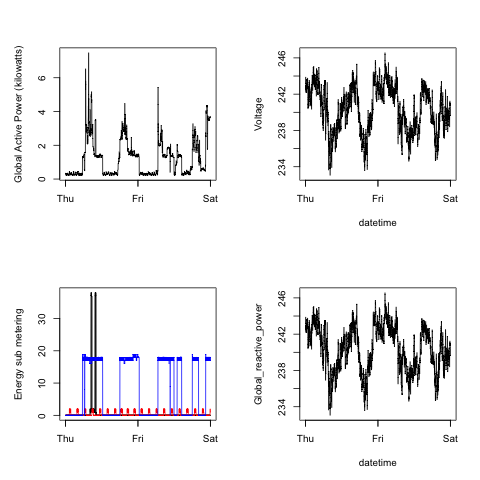 Global Active Power (kilowatts)
0 2 4 6
Thu Fri Sat
Voltage
234 238 242 246
Thu Fri Sat
datetime
Energy sub metering
0 10 20 30
Thu Fri Sat
Global_reactive_power
234 238 242 246
Thu Fri Sat
datetime